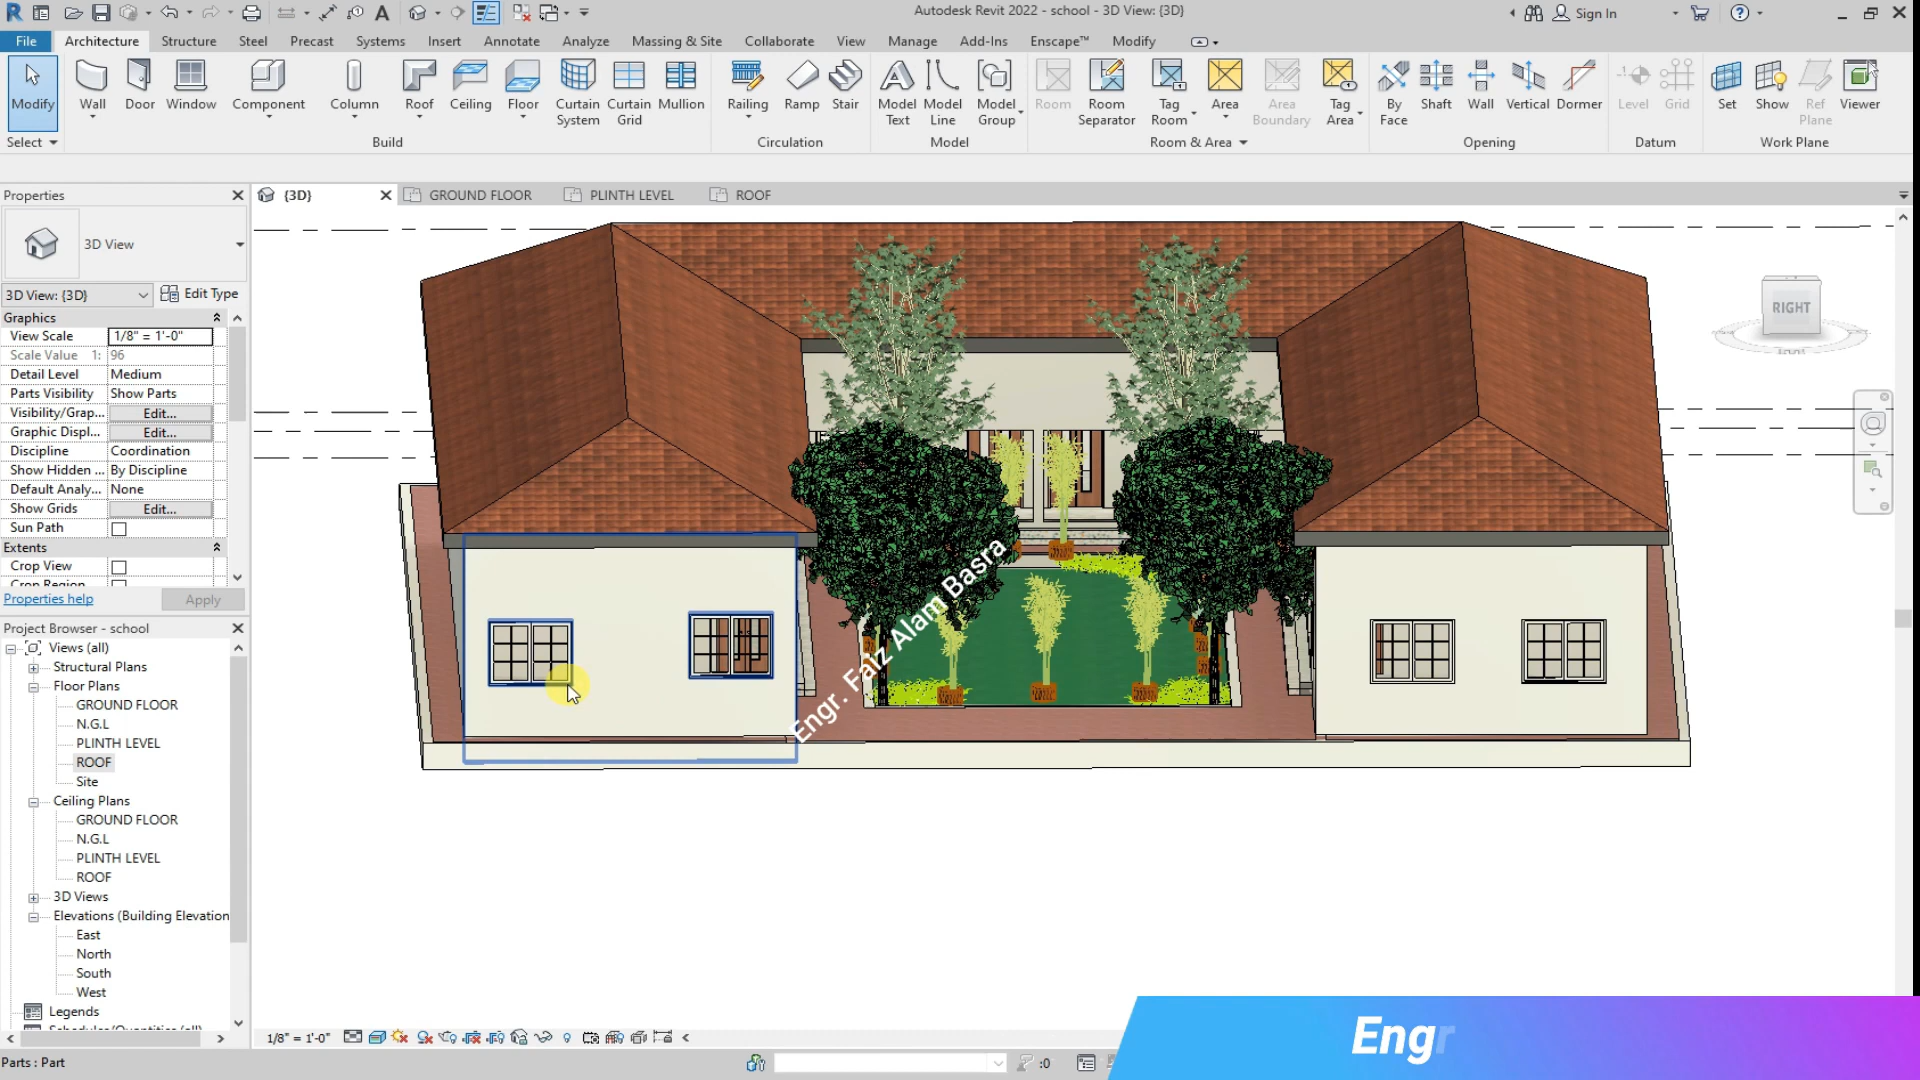 Autodesk Revit 2022 - school - 3D View: {3D}
Sign In
File Architecture Structure Steel Precast Systems Insert Annotate Analyze Massing & Site Collaborate View Manage Add-Ins Enscape™ Modify
Modify Wall Door Window Component Column Roof Ceiling Floor Curtain System Curtain Grid Mullion Railing Ramp Stair Model Text Model Line Model Group Room Room Separator Tag Room Area Area Boundary Tag Area By Face Shaft Wall Vertical Dormer Level Grid Set Show Ref Plane Viewer
Select Build Circulation Model Room & Area Opening Datum Work Plane
Properties
{3D} GROUND FLOOR PLINTH LEVEL ROOF
3D View
3D View: {3D} Edit Type
Graphics
View Scale 1/8" = 1'-0"
Scale Value 1: 96
Detail Level Medium
Parts Visibility Show Parts
Visibility/Grap... Edit...
Graphic Displ... Edit...
Discipline Coordination
Show Hidden ... By Discipline
Default Analy... None
Show Grids Edit...
Sun Path
Extents
Crop View
Crop Region
Properties help Apply
Project Browser - school
Views (all)
Structural Plans
Floor Plans
GROUND FLOOR
N.G.L
PLINTH LEVEL
ROOF
Site
Ceiling Plans
GROUND FLOOR
N.G.L
PLINTH LEVEL
ROOF
3D Views
Elevations (Building Elevation
East
North
South
West
Legends
Schedules/Quantities (all)
RIGHT
Engr. Faiz Alam Basra
1/8" = 1'-0"
Parts : Part
:0
Engr